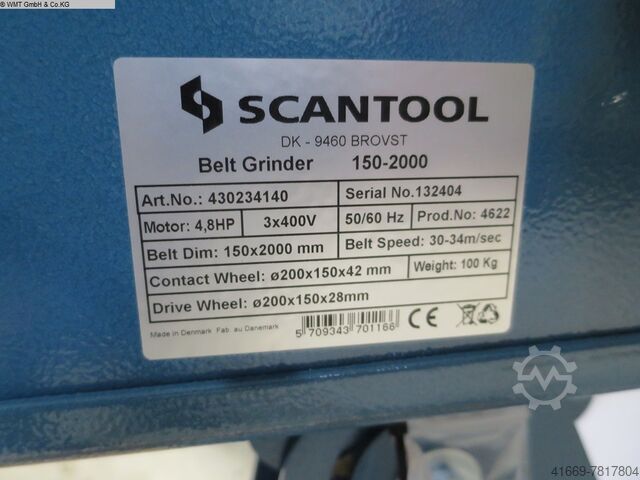 © WMT GmbH & Co.KG
SCANTOOL
DK - 9460 BROVST
Belt Grinder 150-2000
Art.No.: 430234140 Serial No.132404
Motor: 4,8HP 3x400V 50/60 Hz Prod.No: 4622
Belt Dim: 150x2000 mm Belt Speed: 30-34m/sec
Contact Wheel: ø200x150x42 mm Weight: 100 Kg
Drive Wheel: ø200x150x28mm
Made in Denmark Fab. au Danemark
5 709343 701166 CE
41669-7817804